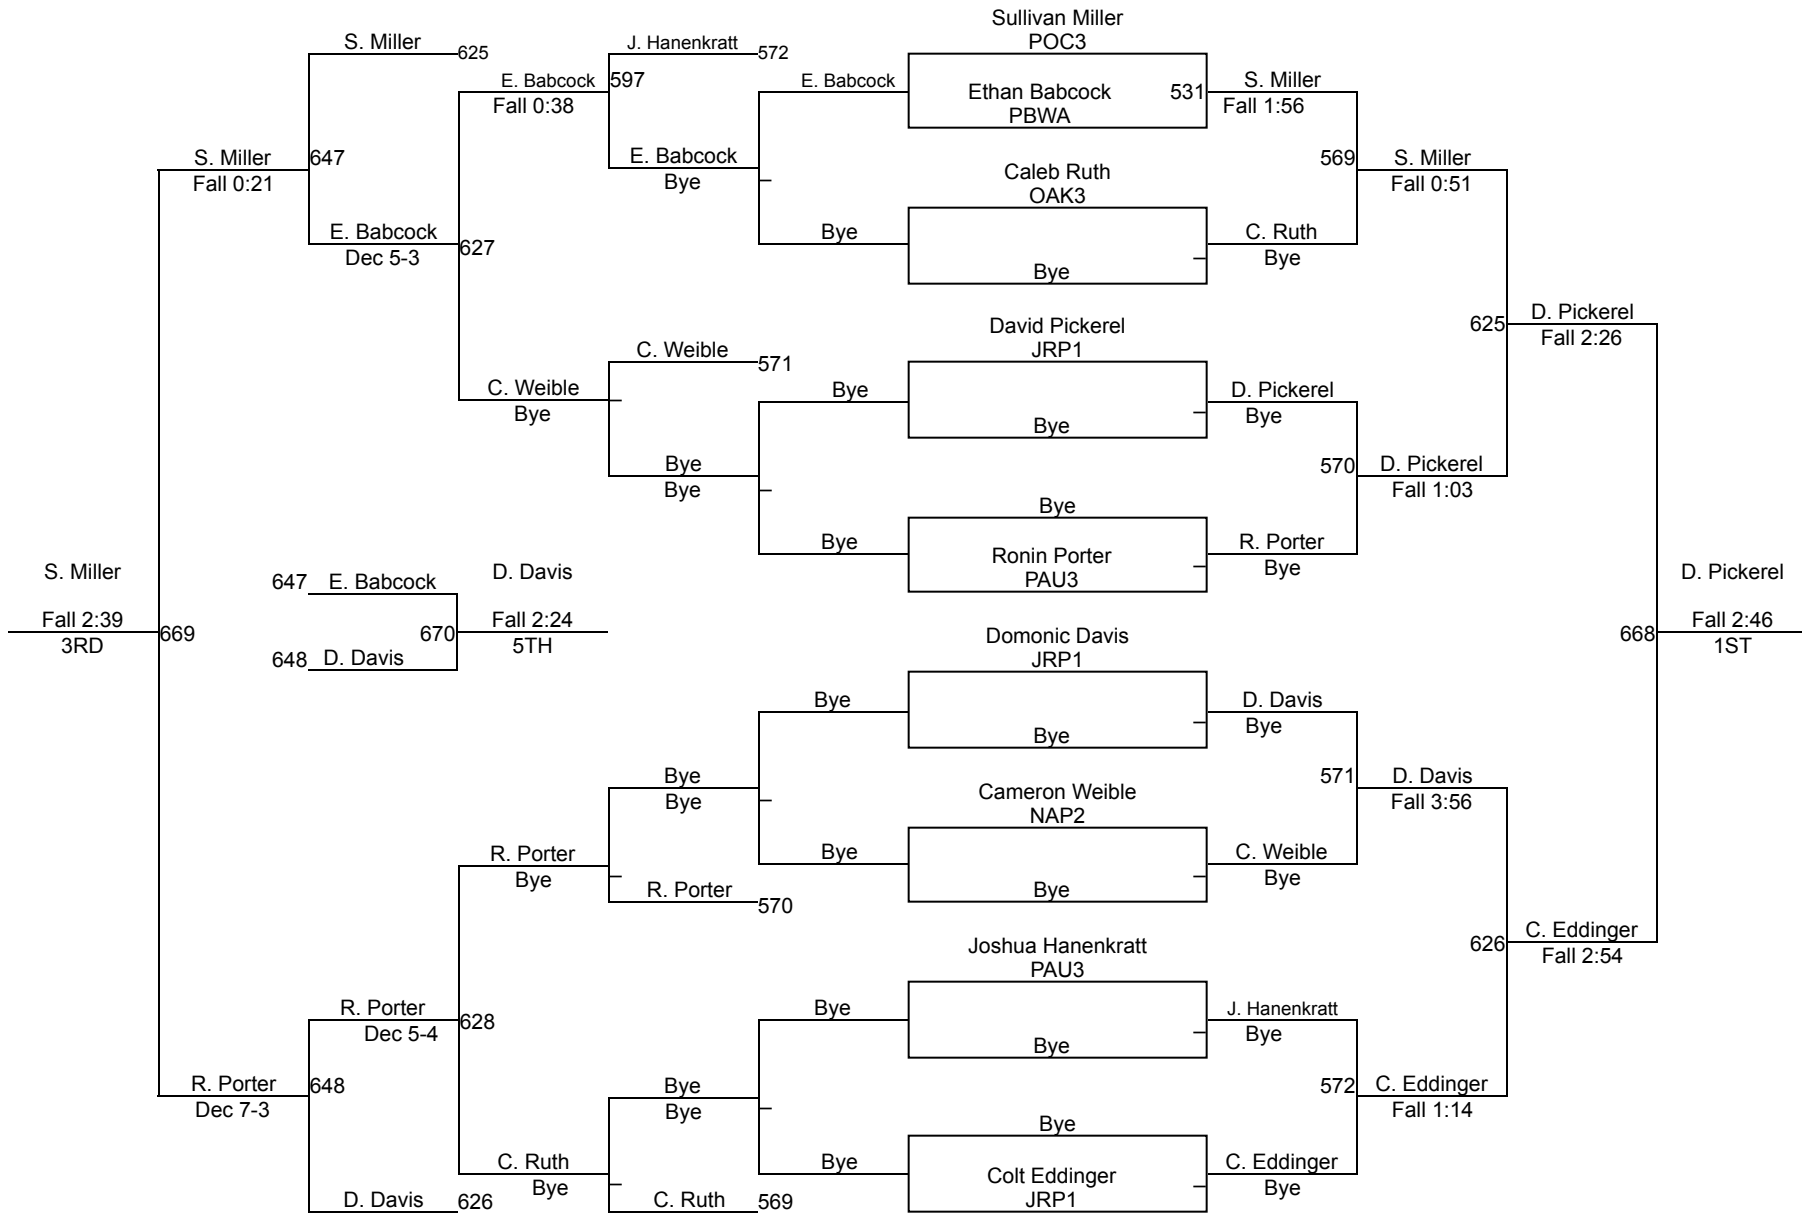 Sullivan Miller
S. Miller
625
J. Hanenkratt
572
POC3
E. Babcock
597
E. Babcock
Ethan Babcock
531
S. Miller
Fall 0:38
PBWA
Fall 1:56
S. Miller
647
E. Babcock
569
S. Miller
Fall 0:21
Bye
Caleb Ruth
Fall 0:51
OAK3
E. Babcock
627
Bye
C. Ruth
Dec 5-3
Bye
Bye
David Pickerel
625
D. Pickerel
C. Weible
571
JRP1
Fall 2:26
C. Weible
Bye
D. Pickerel
Bye
Bye
Bye
Bye
570
D. Pickerel
Bye
Fall 1:03
Bye
Bye
Ronin Porter
R. Porter
S. Miller
647
E. Babcock
D. Davis
PAU3
Bye
D. Pickerel
Fall 2:39
669
670
Fall 2:24
Domonic Davis
668
Fall 2:46
3RD
648
D. Davis
5TH
JRP1
1ST
Bye
D. Davis
Bye
Bye
Bye
571
D. Davis
Bye
Cameron Weible
Fall 3:56
NAP2
R. Porter
Bye
C. Weible
Bye
R. Porter
570
Bye
Bye
Joshua Hanenkratt
626
C. Eddinger
PAU3
Fall 2:54
R. Porter
628
Bye
J. Hanenkratt
Dec 5-4
Bye
Bye
R. Porter
648
Bye
572
C. Eddinger
Dec 7-3
Bye
Bye
Fall 1:14
C. Ruth
Bye
Colt Eddinger
C. Eddinger
Bye
JRP1
Bye
D. Davis
626
C. Ruth
569